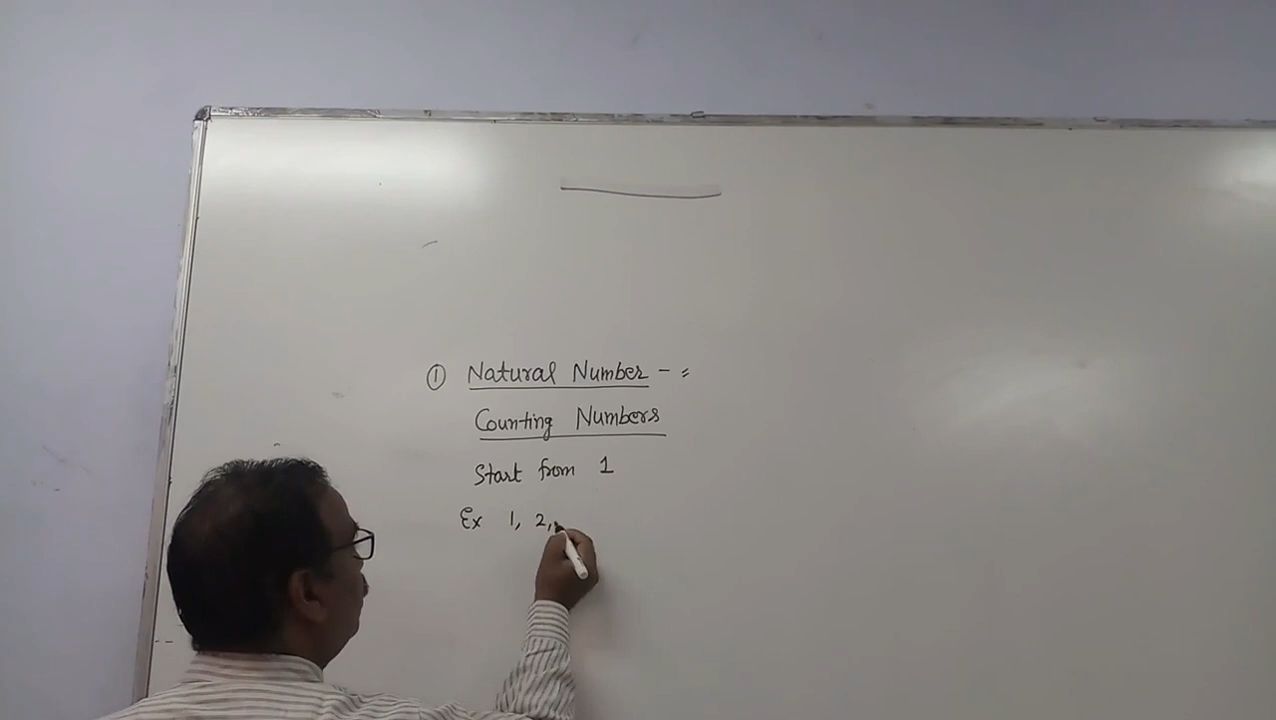 ① Natural Number - =
Counting Numbers
Start from 1
Ex 1, 2,